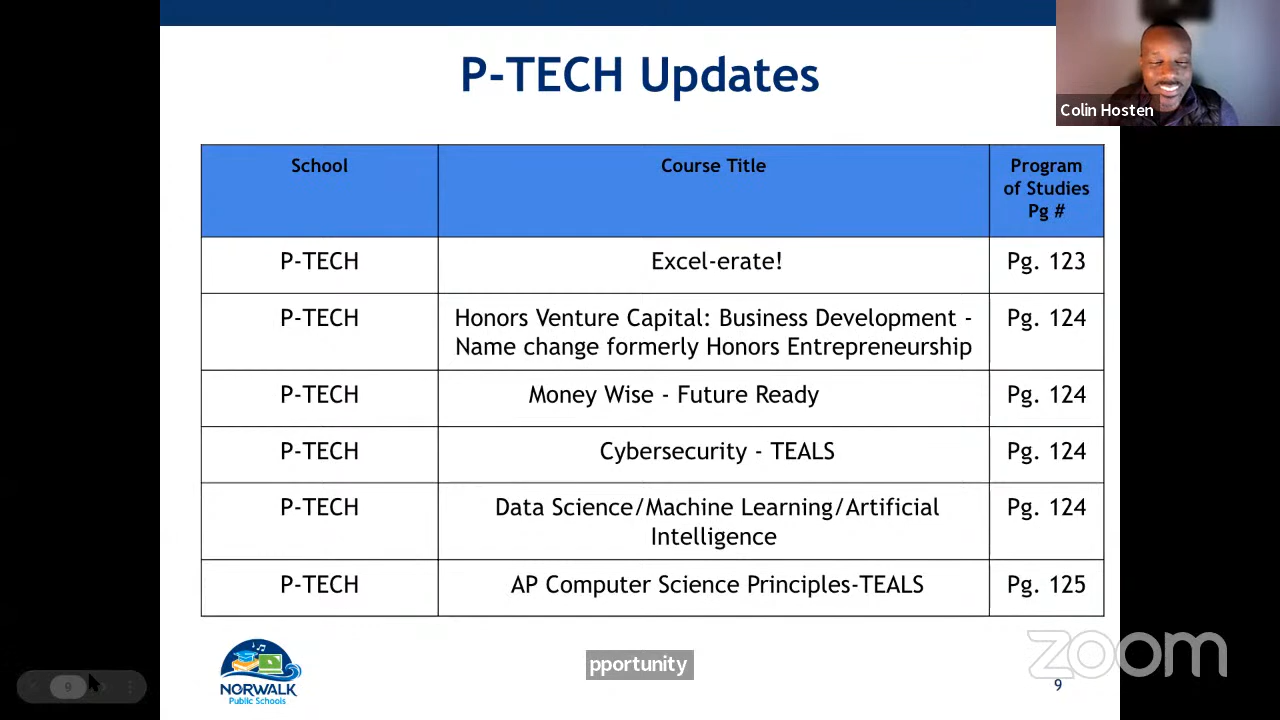 P-TECH Updates
Colin Hosten
School
Course Title
Program
of Studies
Pg #
P-TECH
Excel-erate!
Pg. 123
P-TECH
Honors Venture Capital: Business Development -
Name change formerly Honors Entrepreneurship
Pg. 124
P-TECH
Money Wise - Future Ready
Pg. 124
P-TECH
Cybersecurity - TEALS
Pg. 124
P-TECH
Data Science/Machine Learning/Artificial
Intelligence
Pg. 124
P-TECH
AP Computer Science Principles-TEALS
Pg. 125
NORWALK
Public Schools
pportunity
zoom
9
9